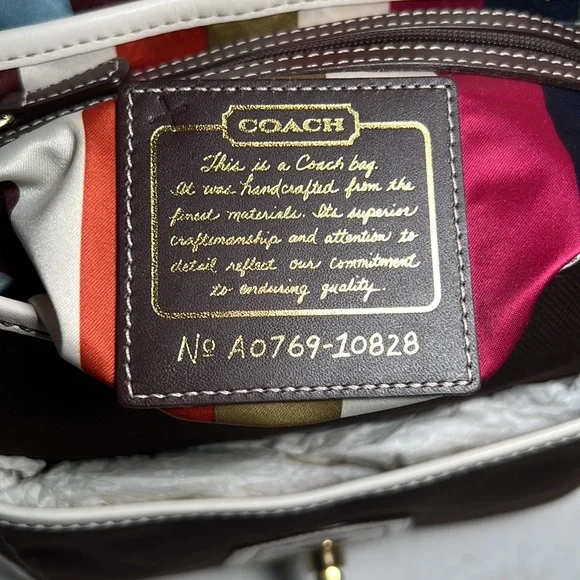 COACH
This is a Coach bag.
It was handcrafted from the
finest materials. Its superior
craftsmanship and attention to
detail reflect our commitment
to enduring quality.
No A0769-10828